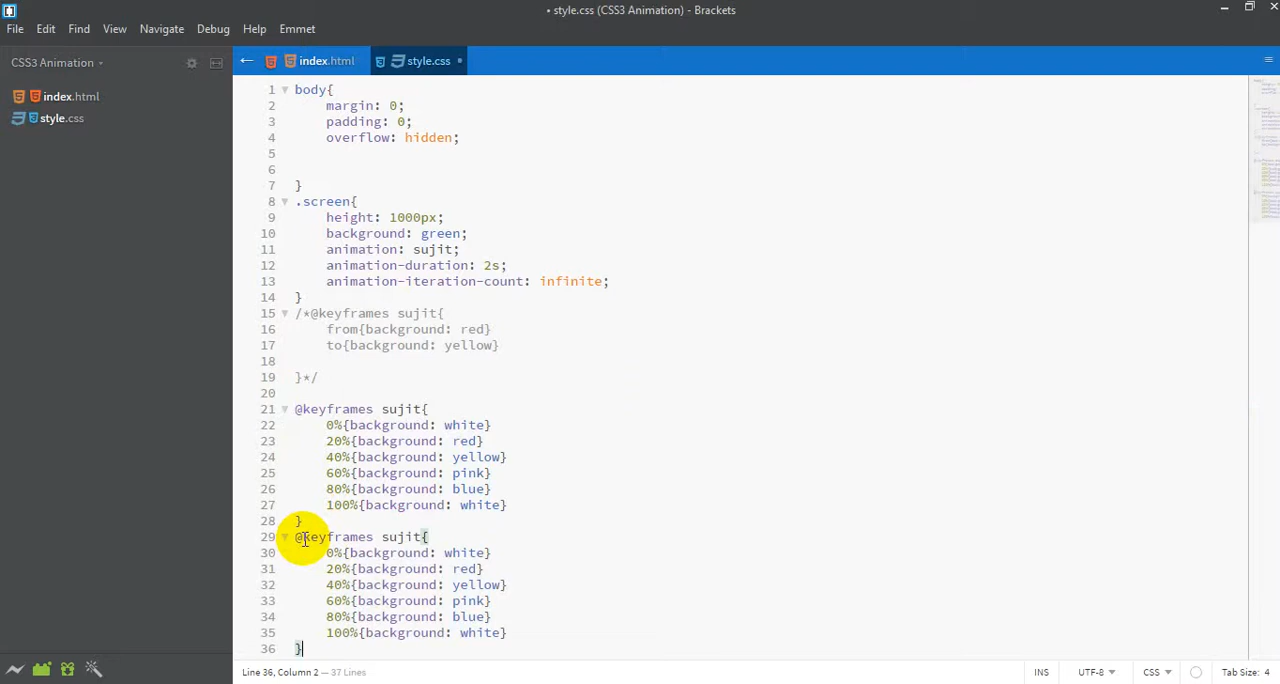 style.css (CSS3 Animation) - Brackets
File Edit Find View Navigate Debug Help Emmet
CSS3 Animation
index.html
style.css
index.html
style.css
1 body{
2 margin: 0;
3 padding: 0;
4 overflow: hidden;
5
6
7 }
8 .screen{
9 height: 1000px;
10 background: green;
11 animation: sujit;
12 animation-duration: 2s;
13 animation-iteration-count: infinite;
14 }
15 /*@keyframes sujit{
16 from{background: red}
17 to{background: yellow}
18
19 }*/
20
21 @keyframes sujit{
22 0%{background: white}
23 20%{background: red}
24 40%{background: yellow}
25 60%{background: pink}
26 80%{background: blue}
27 100%{background: white}
28 }
29 @keyframes sujit{
30 0%{background: white}
31 20%{background: red}
32 40%{background: yellow}
33 60%{background: pink}
34 80%{background: blue}
35 100%{background: white}
36 }
Line 36, Column 2 — 37 Lines
INS UTF-8 CSS Tab Size: 4